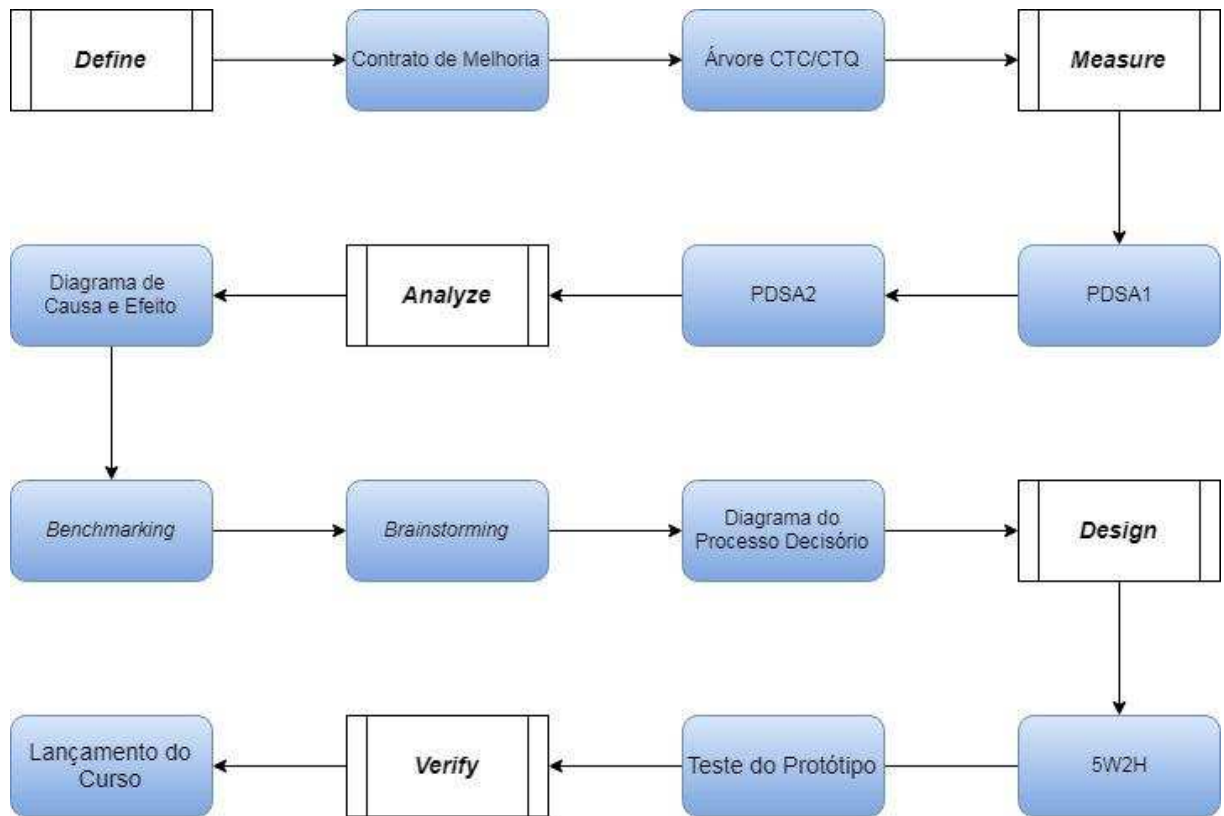 Define
Contrato de Melhoria
Árvore CTC/CTQ
Measure
PDSA1
PDSA2
Analyze
Diagrama de
Causa e Efeito
Benchmarking
Brainstorming
Diagrama do
Processo Decisório
Design
5W2H
Teste do Protótipo
Verify
Lançamento do
Curso